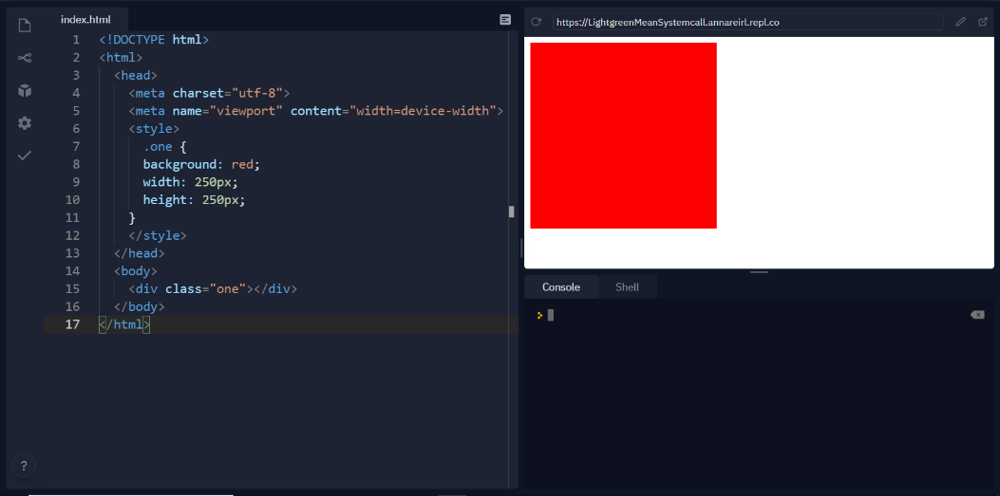 index.html
1 <!DOCTYPE html>
2 <html>
3 <head>
4 <meta charset="utf-8">
5 <meta name="viewport" content="width=device-width">
6 <style>
7 .one {
8 background: red;
9 width: 250px;
10 height: 250px;
11 }
12 </style>
13 </head>
14 <body>
15 <div class="one"></div>
16 </body>
17 </html>
?
https://LightgreenMeanSystemcall.annareirl.repl.co
Console Shell